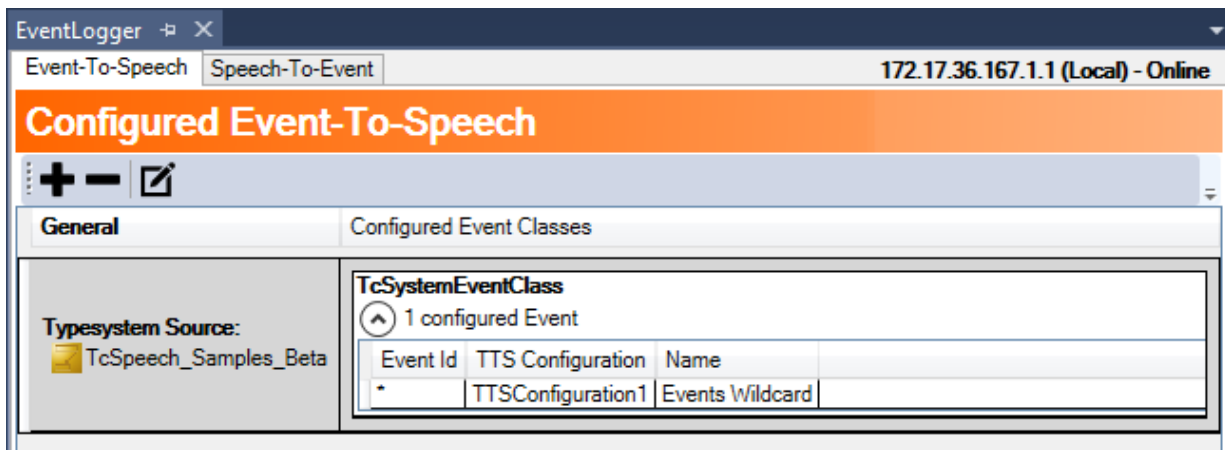 EventLogger
Event-To-Speech Speech-To-Event 172.17.36.167.1.1 (Local) - Online
Configured Event-To-Speech
General Configured Event Classes
TcSystemEventClass
1 configured Event
Typesystem Source:
TcSpeech_Samples_Beta
Event Id TTS Configuration Name
* TTSConfiguration1 Events Wildcard